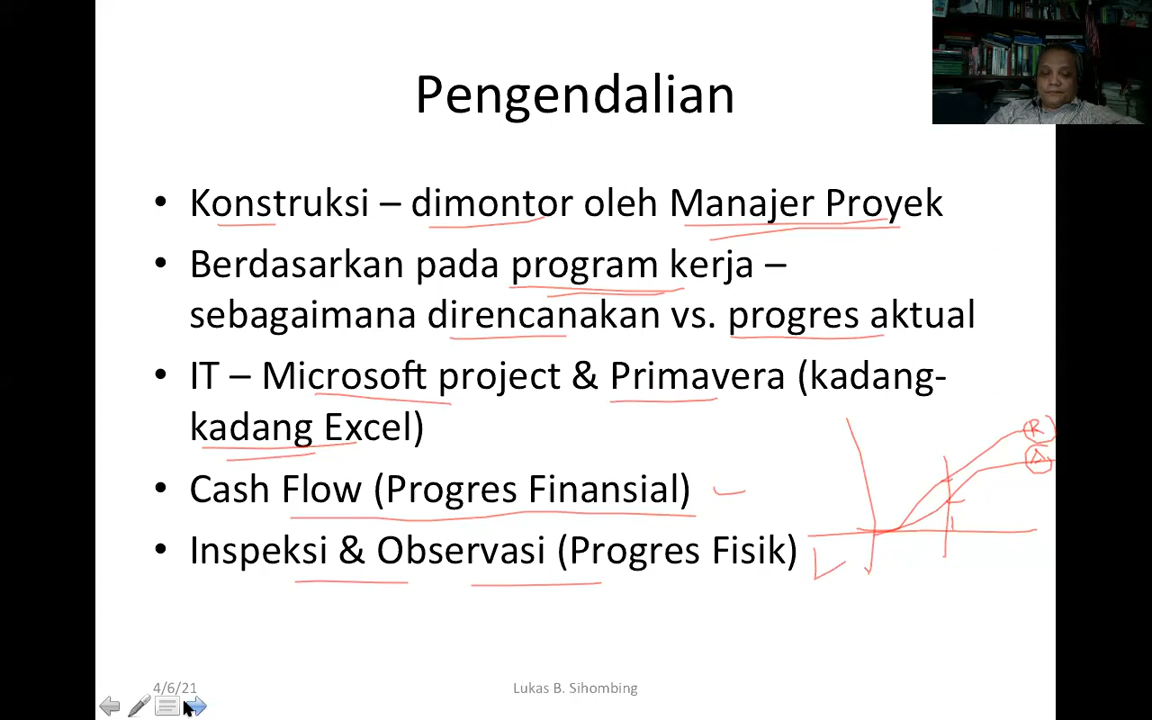 Pengendalian
• Konstruksi – dimontor oleh Manajer Proyek
• Berdasarkan pada program kerja –
sebagaimana direncanakan vs. progres aktual
• IT – Microsoft project & Primavera (kadang-
kadang Excel)
• Cash Flow (Progres Finansial)
• Inspeksi & Observasi (Progres Fisik)
R
A
4/6/21
Lukas B. Sihombing